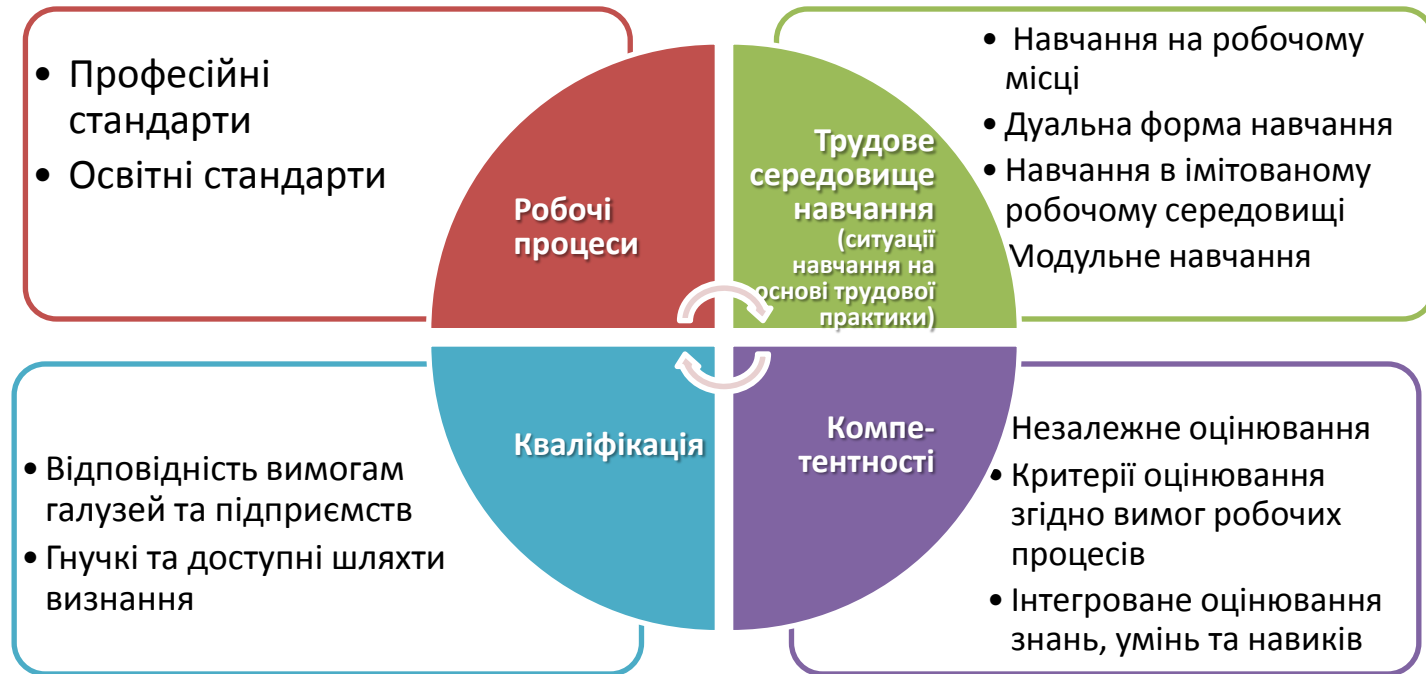 • Професійні
стандарти
• Освітні стандарти
Робочі
процеси
Трудове
середовище
навчання
(ситуації
навчання на
основі трудової
практики)
• Навчання на робочому
місці
• Дуальна форма навчання
• Навчання в імітованому
робочому середовищі
Модульне навчання
Кваліфікація
• Відповідність вимогам
галузей та підприємств
• Гнучкі та доступні шляхти
визнання
Компе-
тентності
Незалежне оцінювання
• Критерії оцінювання
згідно вимог робочих
процесів
• Інтегроване оцінювання
знань, умінь та навиків